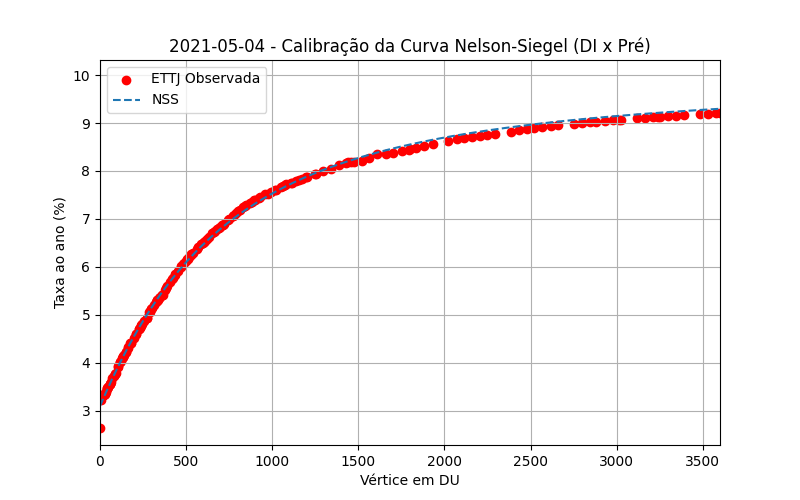 2021-05-04 - Calibração da Curva Nelson-Siegel (DI x Pré)
ETTJ Observada
NSS
Taxa ao ano (%)
10
9
8
7
6
5
4
3
0 500 1000 1500 2000 2500 3000 3500
Vértice em DU